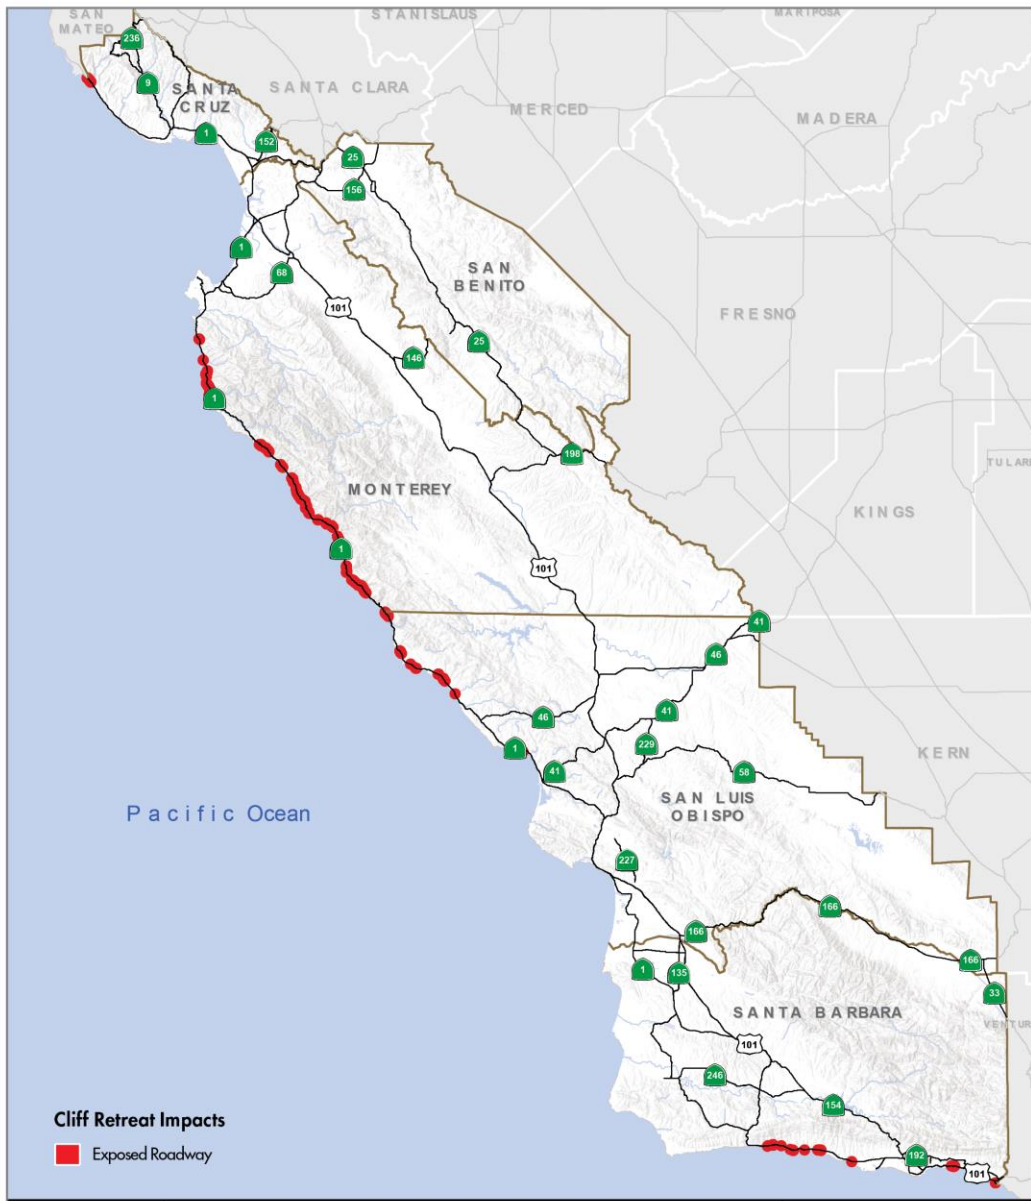 SAN
MATEO
STANISLAUS
MARIPOSA
236
9
SANTA
CRUZ
SANTA CLARA
MERCED
MADERA
1
152
25
156
1
68
SAN
BENITO
101
FRESNO
25
146
1
198
TULARE
MONTEREY
KINGS
1
101
41
46
41
46
229
1
41
58
KERN
Pacific Ocean
SAN LUIS
OBISPO
227
166
166
166
1
135
33
SANTA BARBARA
VENTUR
101
246
154
Cliff Retreat Impacts
Exposed Roadway
192
101